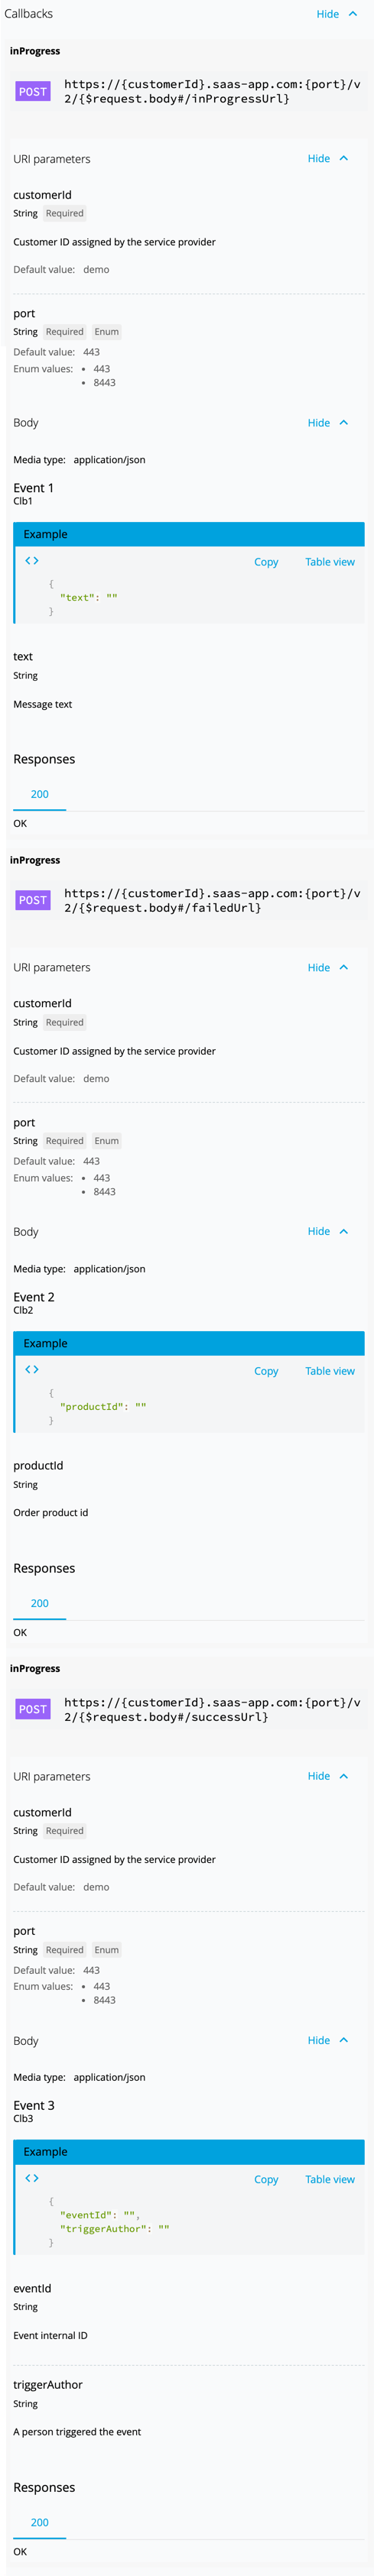 Callbacks Hide
inProgress
POST https://{customerId}.saas-app.com:{port}/v
2/{$request.body#/inProgressUrl}
URI parameters Hide
customerId
String Required
Customer ID assigned by the service provider
Default value: demo
port
String Required Enum
Default value: 443
Enum values: • 443
• 8443
Body Hide
Media type: application/json
Event 1
Clb1
Example
<> Copy Table view
{
"text": ""
}
text
String
Message text
Responses
200
OK
inProgress
POST https://{customerId}.saas-app.com:{port}/v
2/{$request.body#/failedUrl}
URI parameters Hide
customerId
String Required
Customer ID assigned by the service provider
Default value: demo
port
String Required Enum
Default value: 443
Enum values: • 443
• 8443
Body Hide
Media type: application/json
Event 2
Clb2
Example
<> Copy Table view
{
"productId": ""
}
productId
String
Order product id
Responses
200
OK
inProgress
POST https://{customerId}.saas-app.com:{port}/v
2/{$request.body#/successUrl}
URI parameters Hide
customerId
String Required
Customer ID assigned by the service provider
Default value: demo
port
String Required Enum
Default value: 443
Enum values: • 443
• 8443
Body Hide
Media type: application/json
Event 3
Clb3
Example
<> Copy Table view
{
"eventId": "",
"triggerAuthor": ""
}
eventId
String
Event internal ID
triggerAuthor
String
A person triggered the event
Responses
200
OK